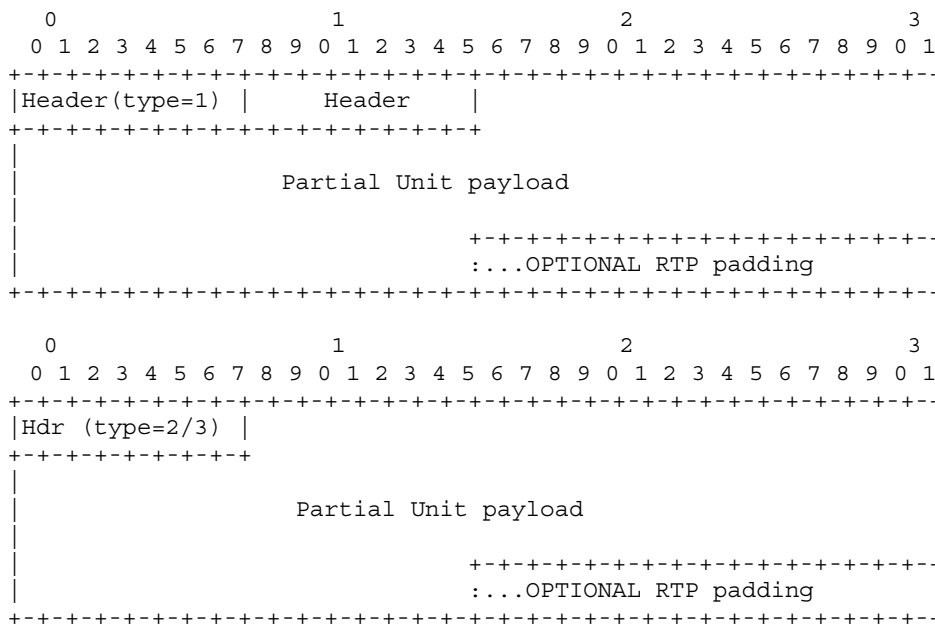 0                   1                   2                   3
 0 1 2 3 4 5 6 7 8 9 0 1 2 3 4 5 6 7 8 9 0 1 2 3 4 5 6 7 8 9 0 1
+-+-+-+-+-+-+-+-+-+-+-+-+-+-+-+-+-+-+-+-+-+-+-+-+-+-+-+-+-+-+-+--
|Header(type=1) |     Header    |
+-+-+-+-+-+-+-+-+-+-+-+-+-+-+-+-+
|
|                  Partial Unit payload
|
|                               +-+-+-+-+-+-+-+-+-+-+-+-+-+-+-+--
|                               :...OPTIONAL RTP padding
+-+-+-+-+-+-+-+-+-+-+-+-+-+-+-+-+-+-+-+-+-+-+-+-+-+-+-+-+-+-+-+--
   0                   1                   2                   3
 0 1 2 3 4 5 6 7 8 9 0 1 2 3 4 5 6 7 8 9 0 1 2 3 4 5 6 7 8 9 0 1
+-+-+-+-+-+-+-+-+-+-+-+-+-+-+-+-+-+-+-+-+-+-+-+-+-+-+-+-+-+-+-+--
|Hdr (type=2/3) |
+-+-+-+-+-+-+-+-+
|
|                   Partial Unit payload
|
|                               +-+-+-+-+-+-+-+-+-+-+-+-+-+-+-+--
|                               :...OPTIONAL RTP padding
+-+-+-+-+-+-+-+-+-+-+-+-+-+-+-+-+-+-+-+-+-+-+-+-+-+-+-+-+-+-+-+--